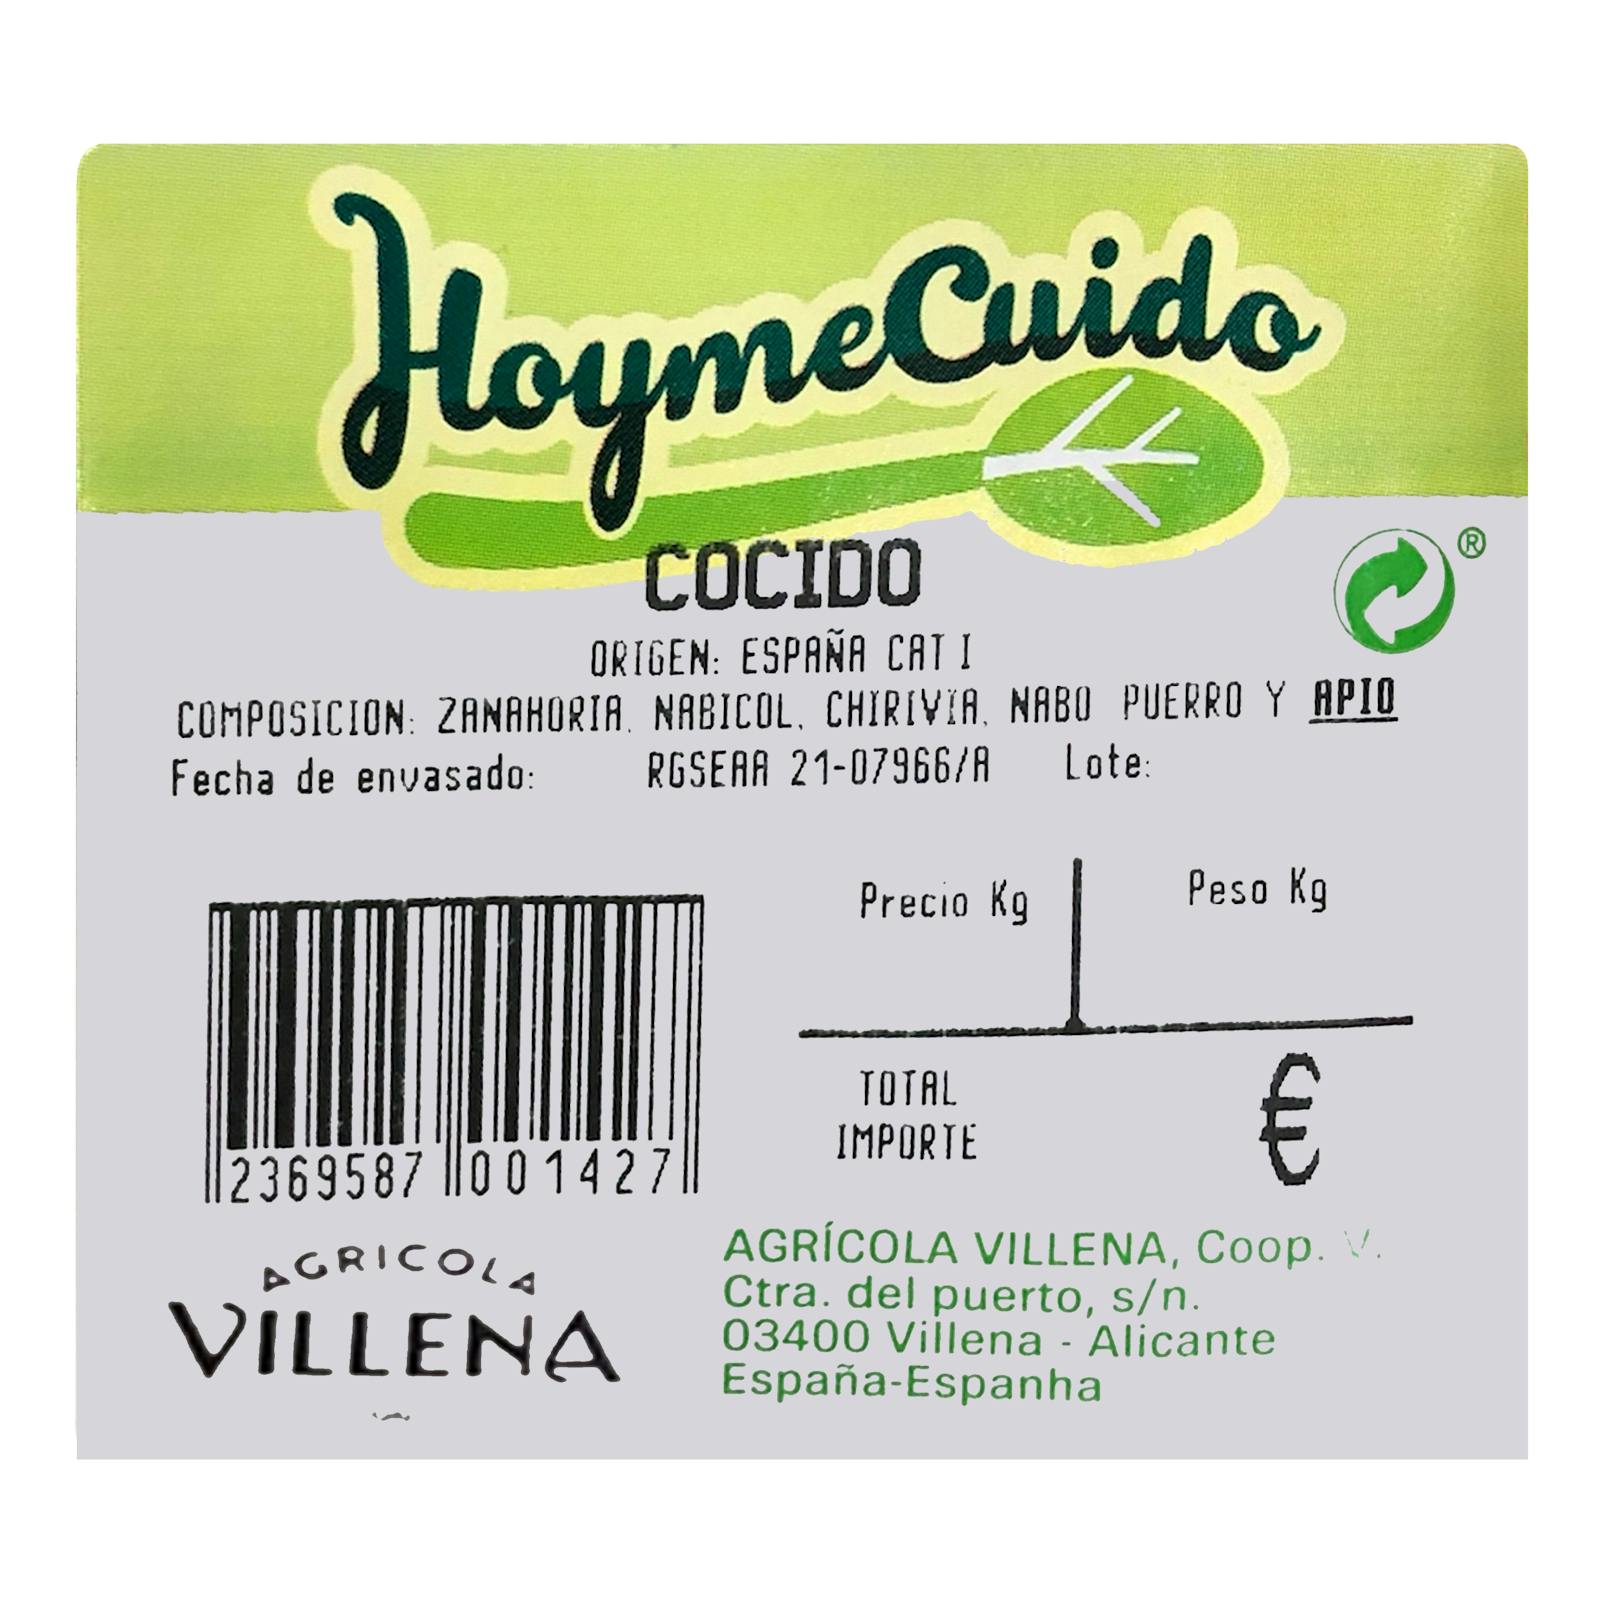 HoymeCuido
COCIDO
®
ORIGEN: ESPAÑA CAT I
COMPOSICION: ZANAHORIA, NABICOL, CHIRIVÍA, NABO PUERRO Y APIO
Fecha de envasado: RGSEAA 21-07966/A Lote:
Precio Kg Peso Kg
TOTAL
IMPORTE €
2369587 001427
AGRICOLA
VILLENA
AGRÍCOLA VILLENA, Coop. V.
Ctra. del puerto, s/n.
03400 Villena - Alicante
España-Espanha